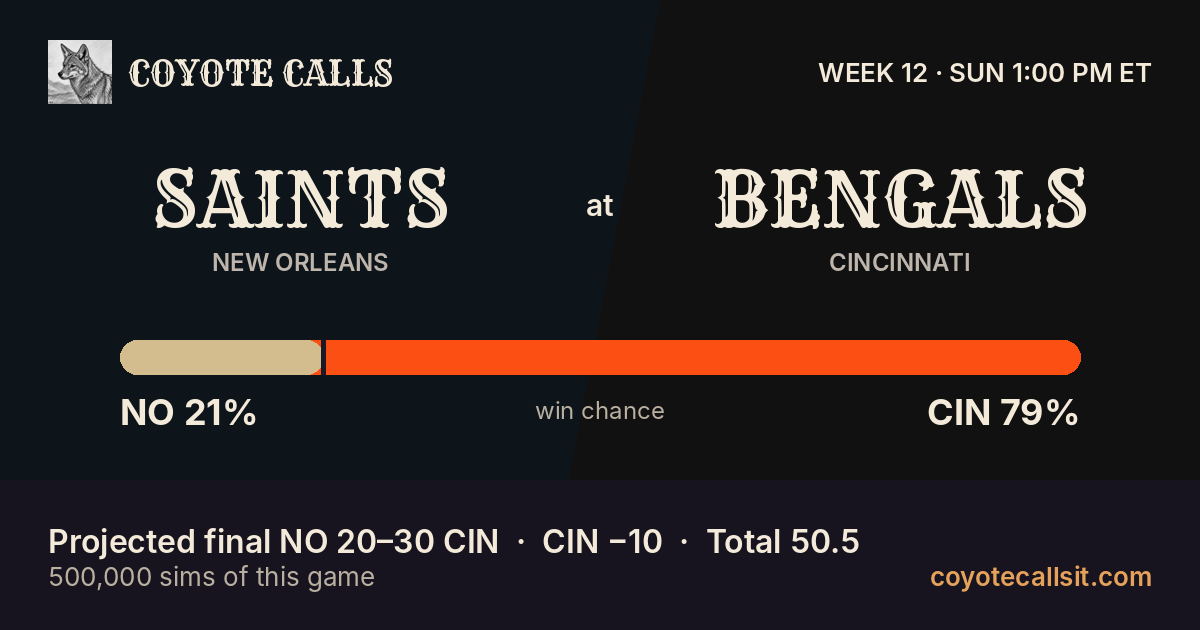 COYOTE CALLS
WEEK 12 · SUN 1:00 PM ET
SAINTS at BENGALS
NEW ORLEANS CINCINNATI
NO 21% win chance CIN 79%
Projected final NO 20–30 CIN · CIN −10 · Total 50.5
500,000 sims of this game
coyotecallsit.com